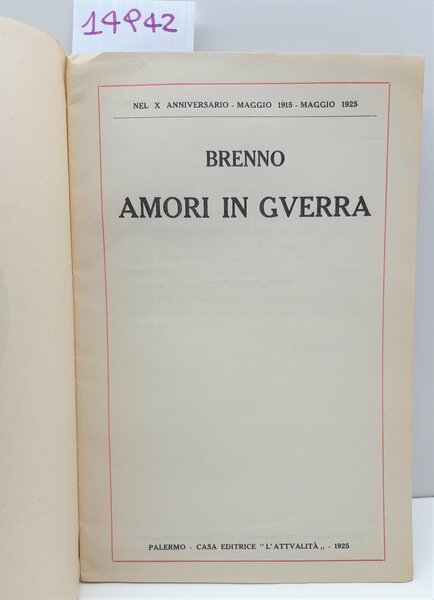 14942
NEL X ANNIVERSARIO - MAGGIO 1915 - MAGGIO 1925
BRENNO
AMORI IN GVERRA
PALERMO - CASA EDITRICE "L'ATTVALITÀ„ - 1925